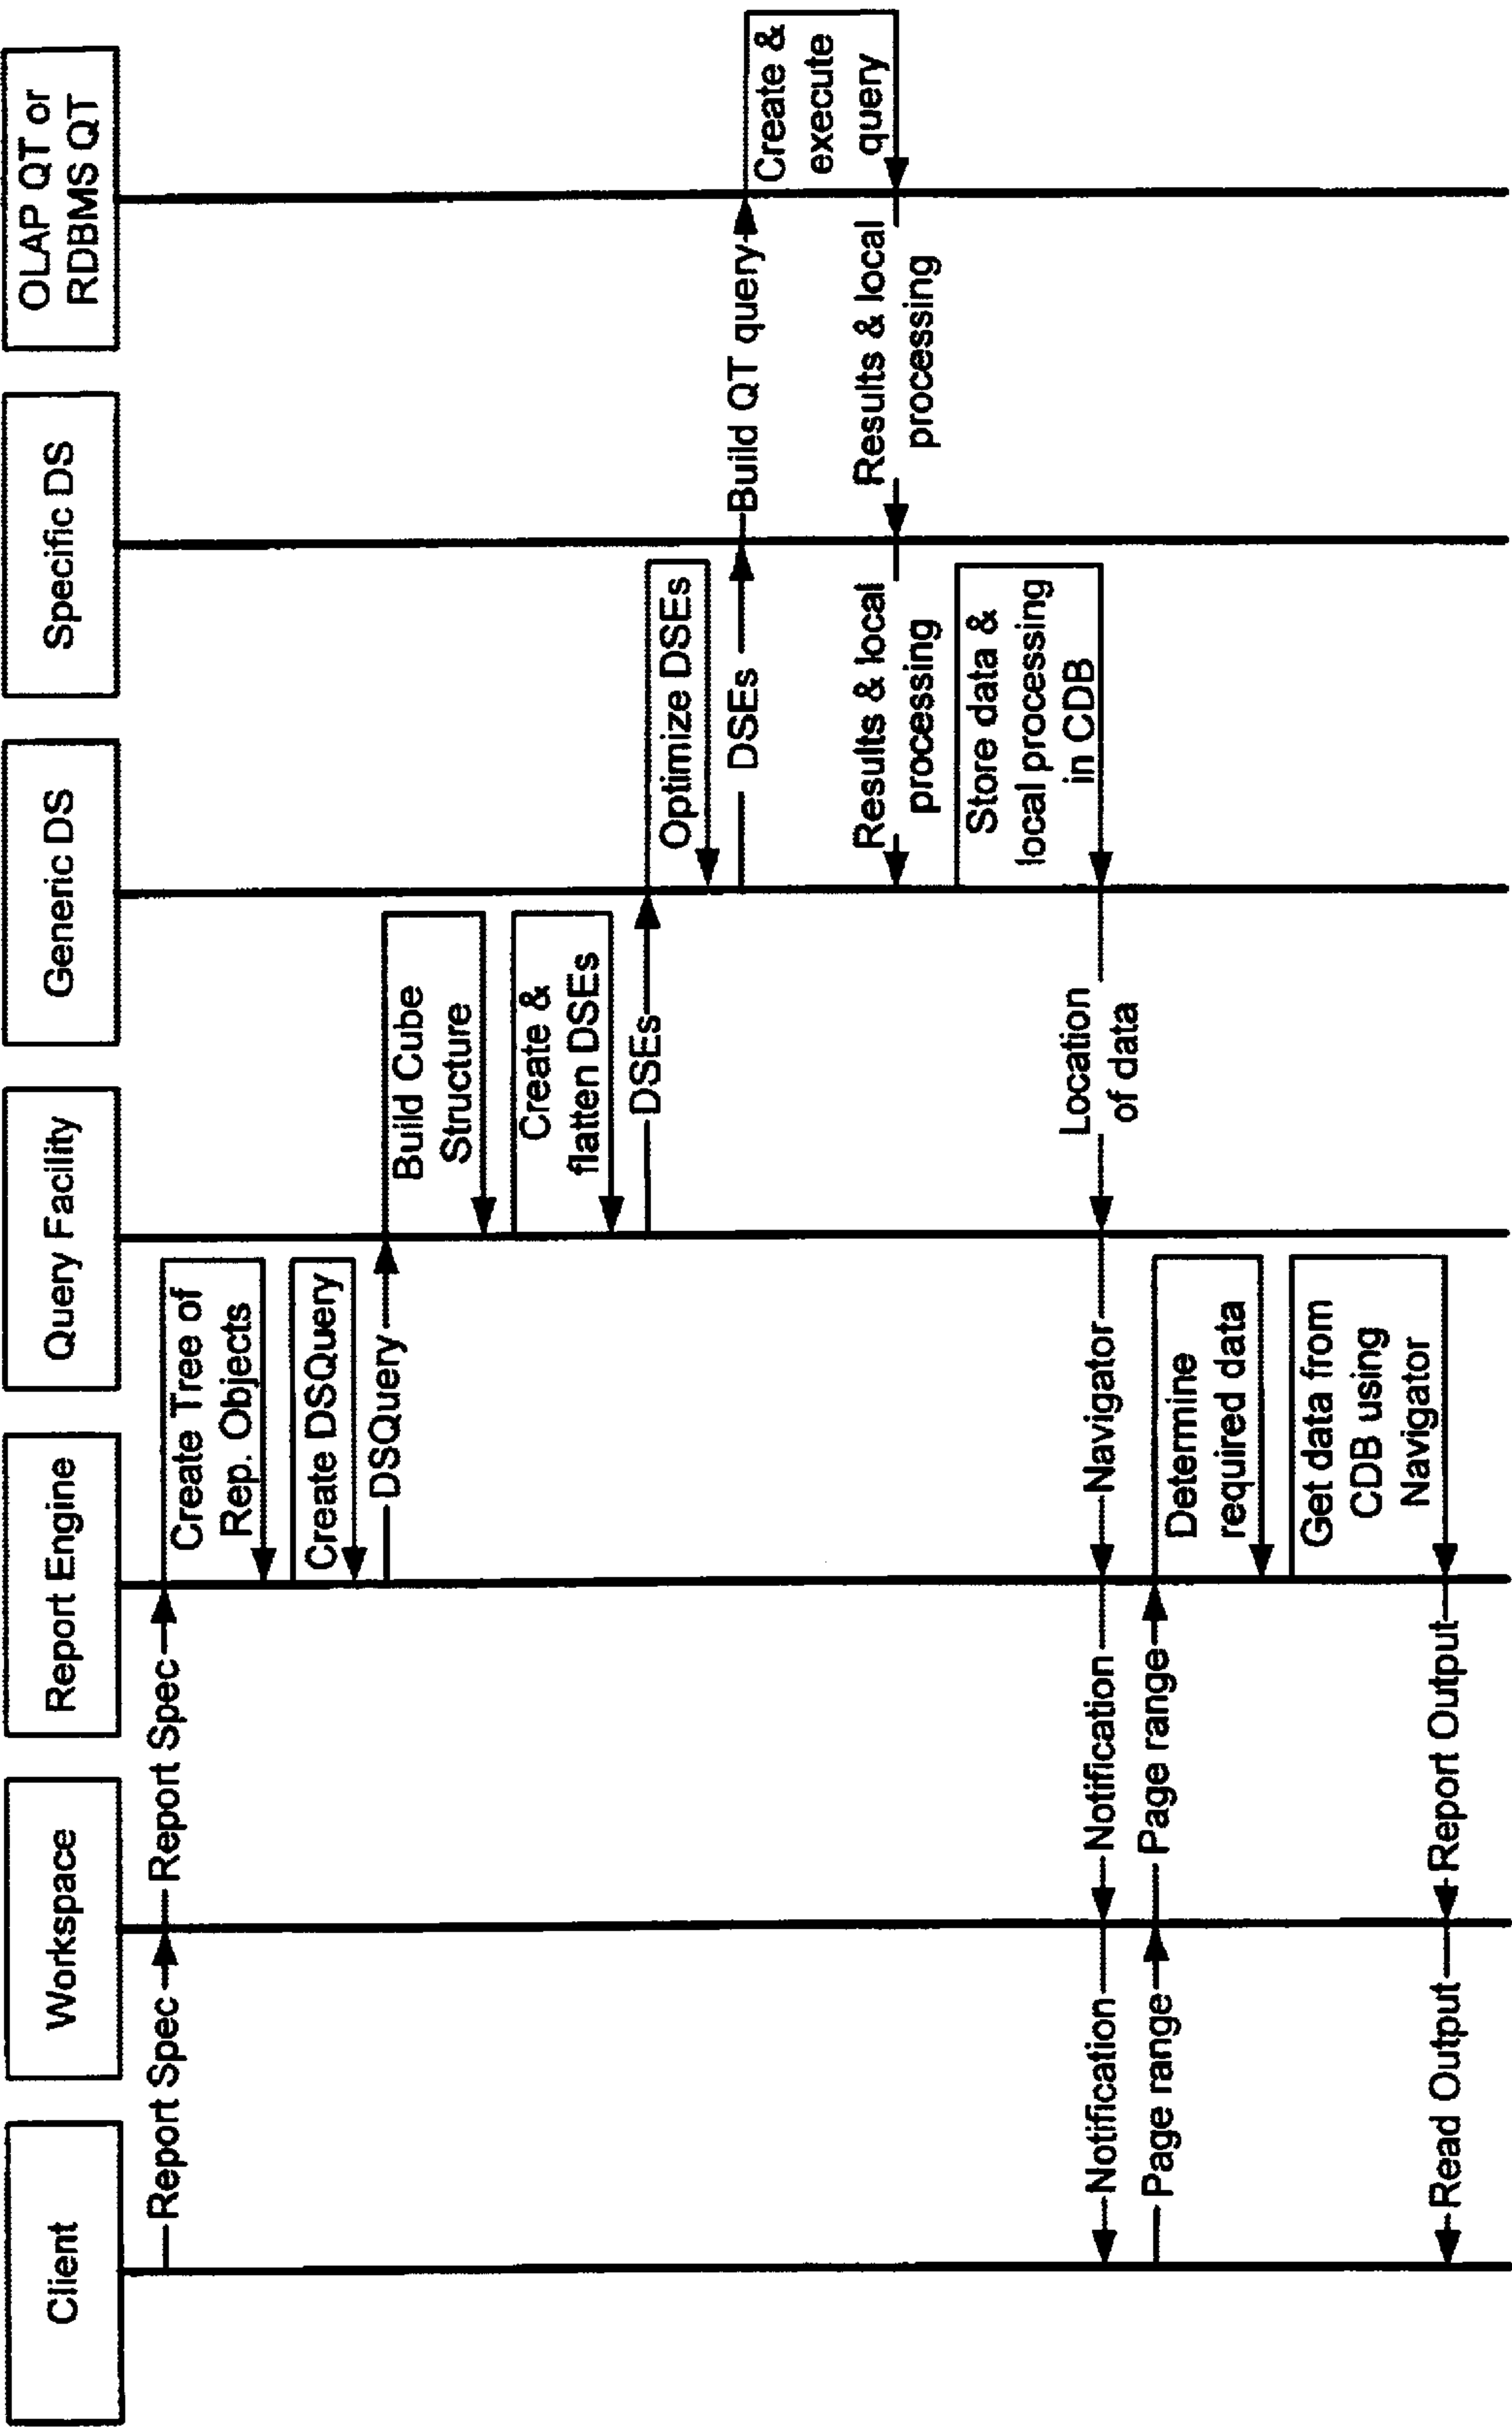 Client
Workspace
Report Engine
Query Facility
Generic DS
Specific DS
OLAP QT or
RDBMS QT
Report Spec
Report Spec
Create Tree of
Rep. Objects
Create DSQuery
DSQuery
Build Cube
Structure
Create &
flatten DSEs
DSEs
Optimize DSEs
DSEs
Build QT query
Create &
execute
query
Results & local
processing
Results & local
processing
Store data &
local processing
in CDB
Location
of data
Navigator
Notification
Notification
Page range
Page range
Determine
required data
Get data from
CDB using
Navigator
Report Output
Read Output